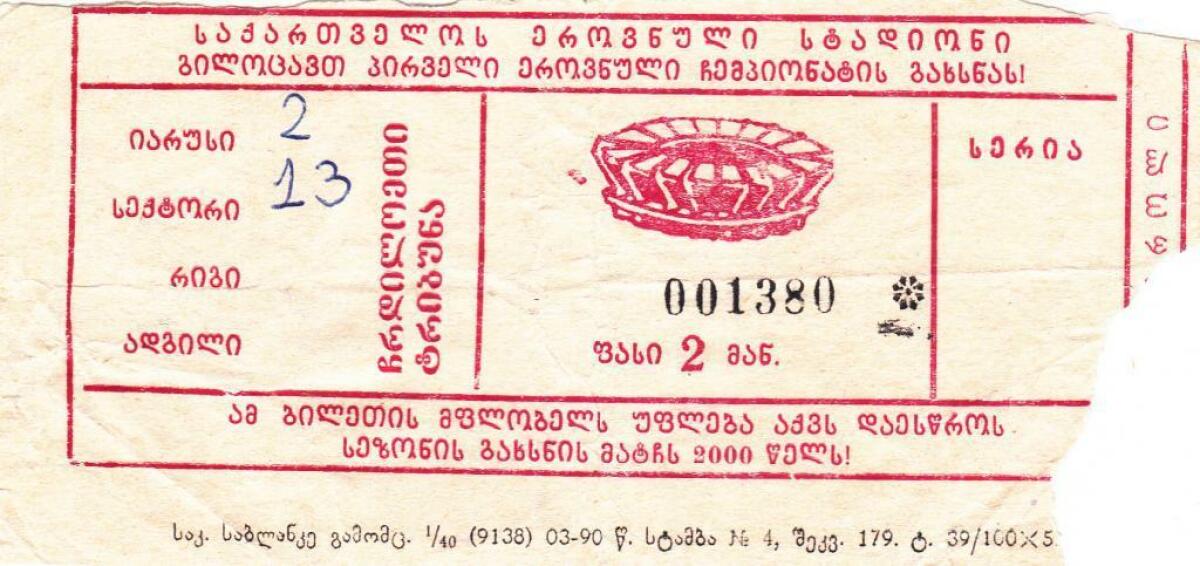 საქართველოს ეროვნული სტადიონი
გილოცავთ პირველი ეროვნული ჩემპიონატის გახსნას!
იარუსი 2
სექტორი 13
რიგი
ადგილი
ჩრდილოეთი
ტრიბუნა
001380
ფასი 2 მან.
სერია
ამ ბილეთის მფლობელს უფლება აქვს დაესწროს
სეზონის გახსნის მატჩს 2000 წელს!
საკ. საბლანკე გამომც. 1/40 (9138) 03-90 წ. სტამბა № 4, შეკვ. 179. ტ. 39/100×5